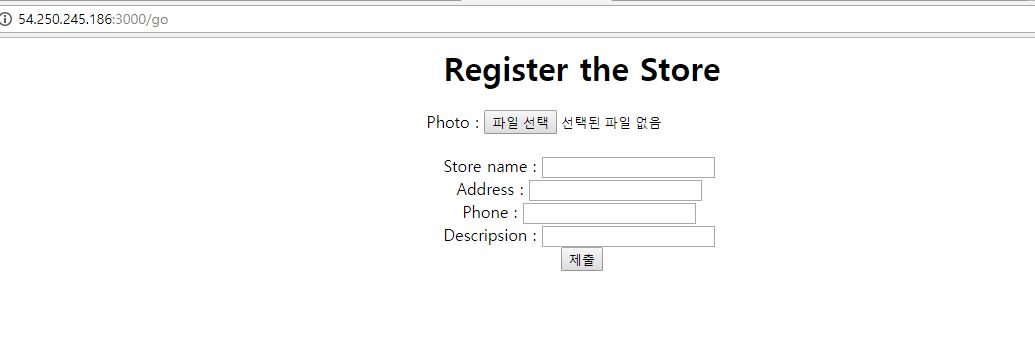 54.250.245.186:3000/go
Register the Store
Photo : 파일 선택 선택된 파일 없음
Store name :
Address :
Phone :
Descripsion :
제출